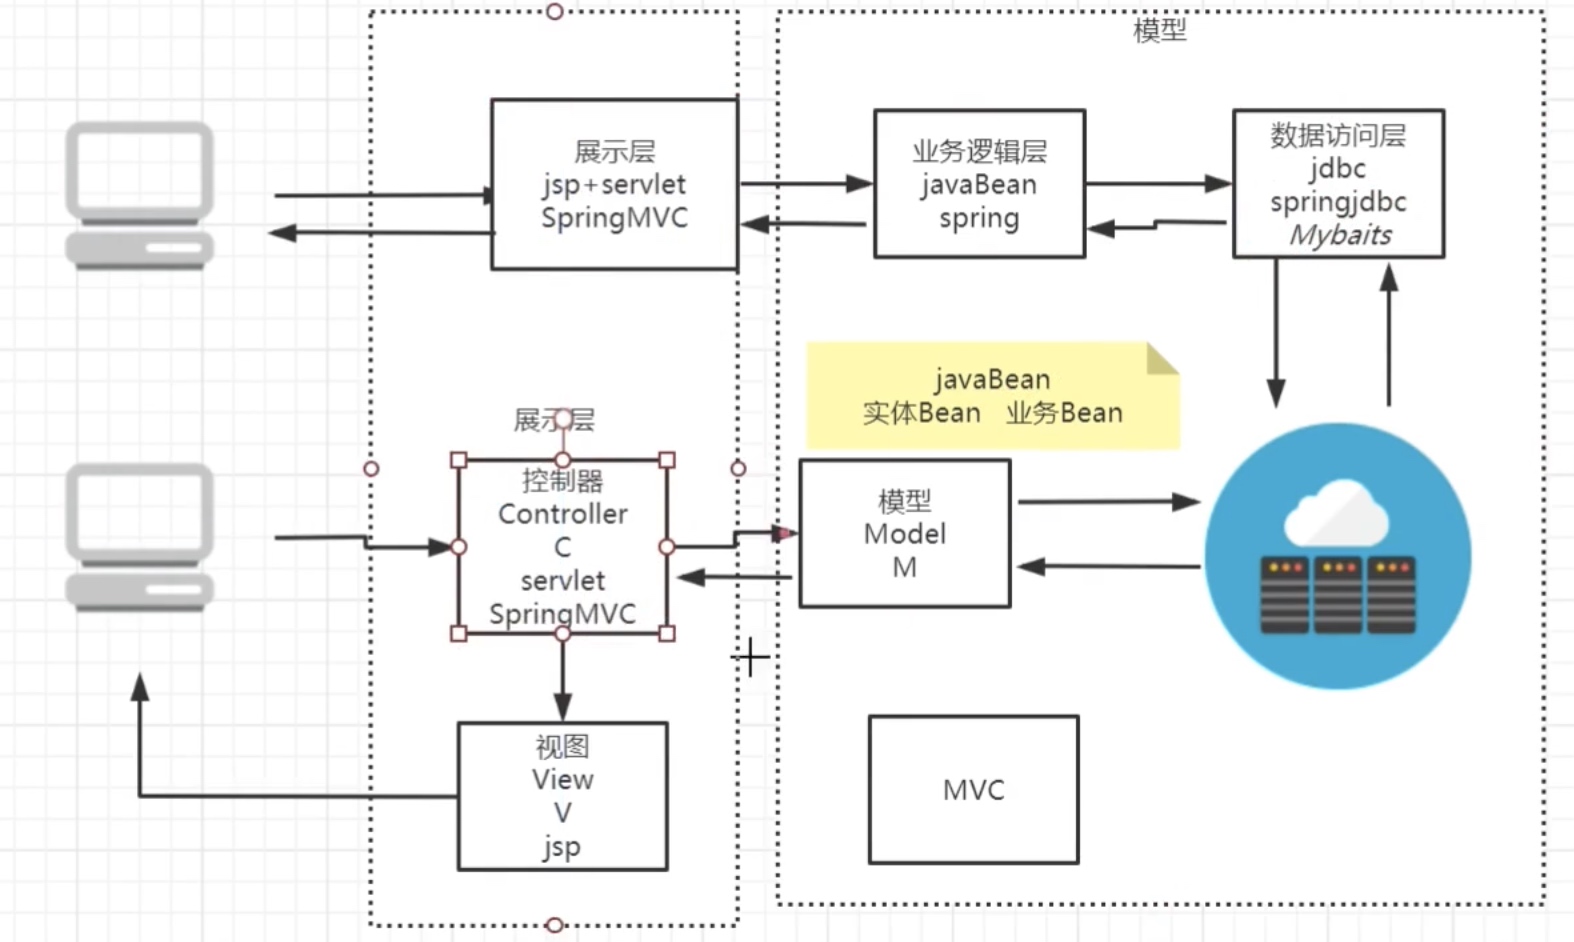 模型
展示层
jsp+servlet
SpringMVC
业务逻辑层
javaBean
spring
数据访问层
jdbc
springjdbc
Mybaits
javaBean
实体Bean 业务Bean
展示层
控制器
Controller
C
servlet
SpringMVC
模型
Model
M
视图
View
V
jsp
MVC